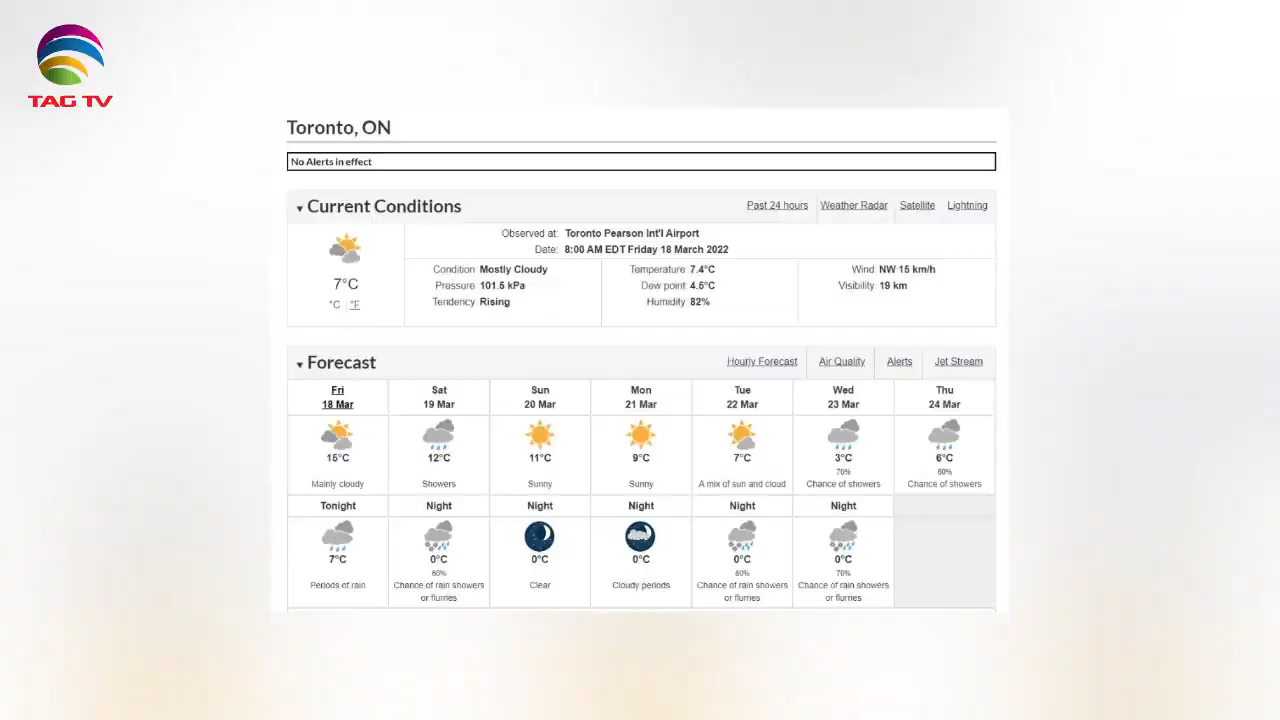 TAG TV
Toronto, ON
No Alerts in effect
Current Conditions
Past 24 hours Weather Radar Satellite Lightning
Observed at: Toronto Pearson Int'l Airport
Date: 8:00 AM EDT Friday 18 March 2022
7°C
°C °F
Condition Mostly Cloudy Temperature 7.4°C Wind: NW 15 km/h
Pressure: 101.5 kPa Dew point 4.5°C Visibility: 19 km
Tendency Rising Humidity 82%
Forecast
Hourly Forecast Air Quality Alerts Jet Stream
Fri Sat Sun Mon Tue Wed Thu
18 Mar 19 Mar 20 Mar 21 Mar 22 Mar 23 Mar 24 Mar
15°C 12°C 11°C 9°C 7°C 3°C 6°C
70% 60%
Mainly cloudy Showers Sunny Sunny A mix of sun and cloud Chance of showers Chance of showers
Tonight Night Night Night Night Night
7°C 0°C 0°C 0°C 0°C 0°C
60% 60% 70%
Periods of rain Chance of rain showers Clear Cloudy periods Chance of rain showers Chance of rain showers
or flurries or flurries or flurries